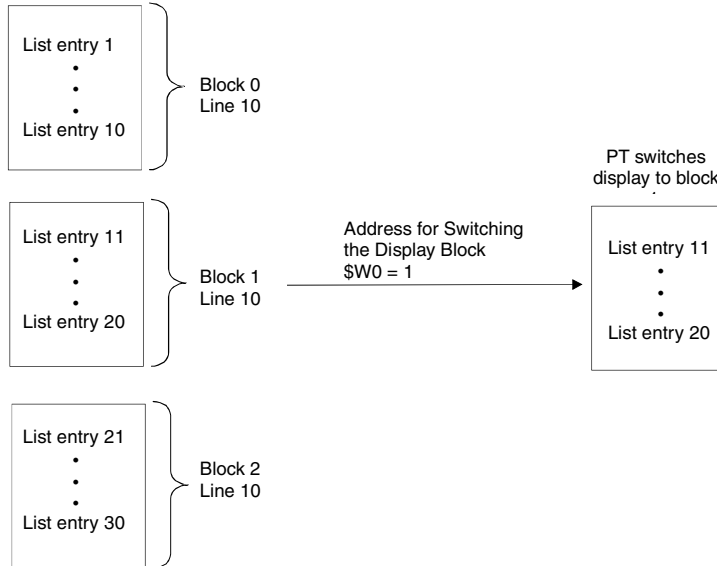 List entry 1
List entry 10
Block 0
Line 10
List entry 11
List entry 20
Block 1
Line 10
Address for Switching
the Display Block
$W0 = 1
PT switches
display to block
List entry 11
List entry 20
List entry 21
List entry 30
Block 2
Line 10